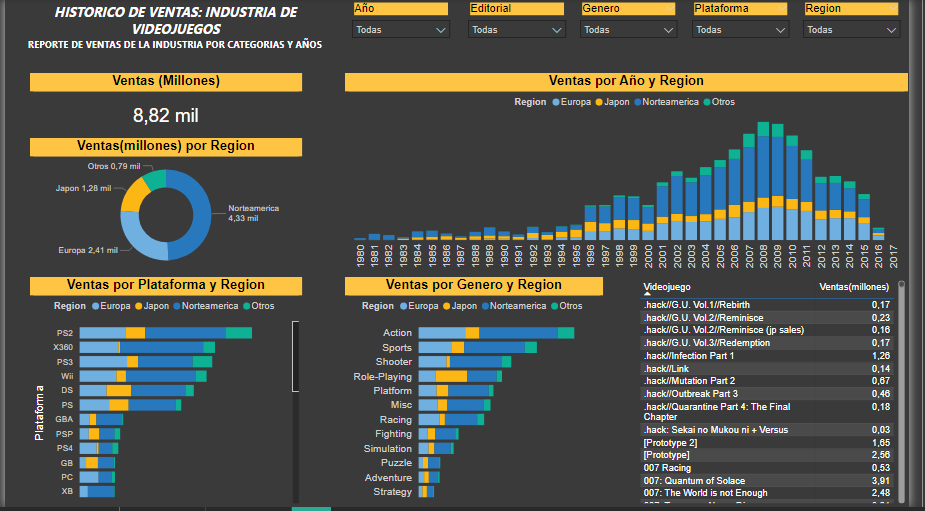 HISTORICO DE VENTAS: INDUSTRIA DE
VIDEOJUEGOS
REPORTE DE VENTAS DE LA INDUSTRIA POR CATEGORIAS Y AÑOS
Año
Todas
Editorial
Todas
Genero
Todas
Plataforma
Todas
Region
Todas
Ventas (Millones)
8,82 mil
Ventas(millones) por Region
Otros 0,79 mil
Japon 1,28 mil
Norteamerica
4,33 mil
Europa 2,41 mil
Ventas por Año y Region
Region Europa Japon Norteamerica Otros
1980 1981 1982 1983 1984 1985 1986 1987 1988 1989 1990 1991 1992 1993 1994 1995 1996 1997 1998 1999 2000 2001 2002 2003 2004 2005 2006 2007 2008 2009 2010 2011 2012 2013 2014 2015 2016 2017
Ventas por Plataforma y Region
Region Europa Japon Norteamerica Otros
Plataforma
PS2
X360
PS3
Wii
DS
PS
GBA
PSP
PS4
GB
PC
XB
Ventas por Genero y Region
Region Europa Japon Norteamerica Otros
Action
Sports
Shooter
Role-Playing
Platform
Misc
Racing
Fighting
Simulation
Puzzle
Adventure
Strategy
Videojuego Ventas(millones)
.hack//G.U. Vol.1//Rebirth 0,17
.hack//G.U. Vol.2//Reminisce 0,23
.hack//G.U. Vol.2//Reminisce (jp sales) 0,16
.hack//G.U. Vol.3//Redemption 0,17
.hack//Infection Part 1 1,26
.hack//Link 0,14
.hack//Mutation Part 2 0,67
.hack//Outbreak Part 3 0,46
.hack//Quarantine Part 4: The Final 0,18
Chapter
.hack: Sekai no Mukou ni + Versus 0,03
[Prototype 2] 1,65
[Prototype] 2,56
007 Racing 0,53
007: Quantum of Solace 3,91
007: The World is not Enough 2,48